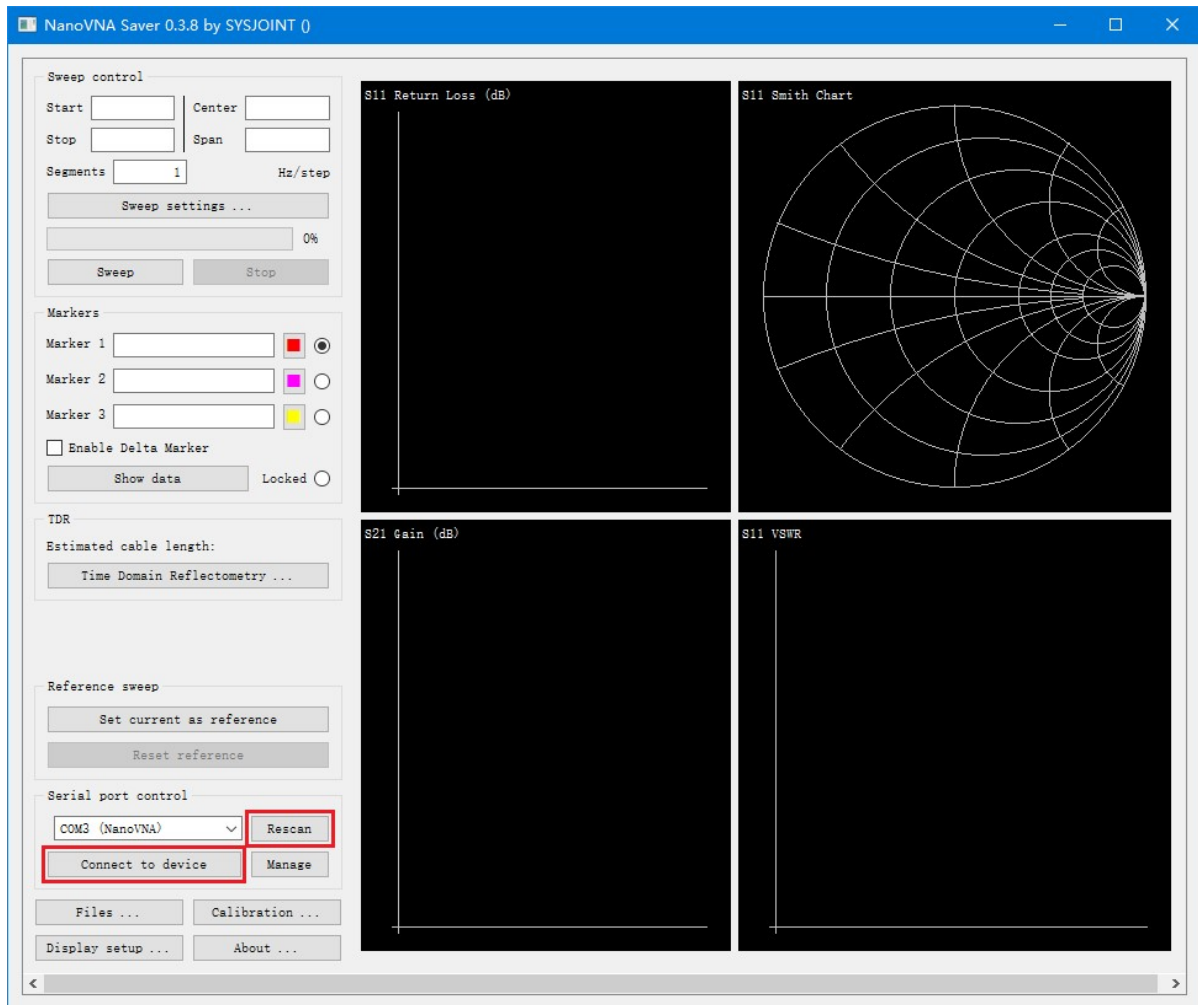 NanoVNA Saver 0.3.8 by SYSJOINT ()
Sweep control
Start
Center
Stop
Span
Segments 1 Hz/step
Sweep settings ...
0%
Sweep
Stop
Markers
Marker 1
Marker 2
Marker 3
Enable Delta Marker
Show data
Locked
TDR
Estimated cable length:
Time Domain Reflectometry ...
Reference sweep
Set current as reference
Reset reference
Serial port control
COM3 (NanoVNA)
Rescan
Connect to device
Manage
Files ...
Calibration ...
Display setup ...
About ...
S11 Return Loss (dB)
S11 Smith Chart
S21 Gain (dB)
S11 VSWR